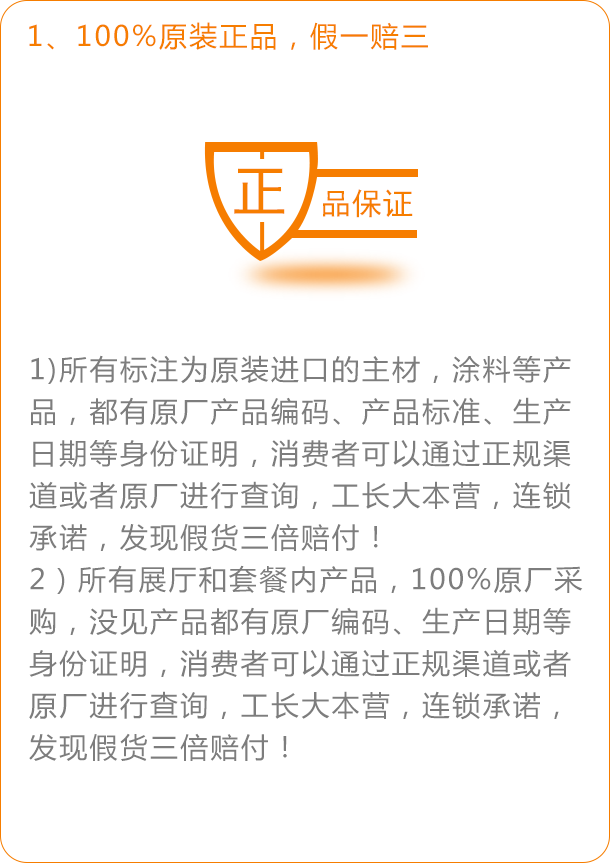 1、100%原装正品，假一赔三
正
品保证
1)所有标注为原装进口的主材，涂料等产
品，都有原厂产品编码、产品标准、生产
日期等身份证明，消费者可以通过正规渠
道或者原厂进行查询，工长大本营，连锁
承诺，发现假货三倍赔付！
2）所有展厅和套餐内产品，100%原厂采
购，没见产品都有原厂编码、生产日期等
身份证明，消费者可以通过正规渠道或者
原厂进行查询，工长大本营，连锁承诺，
发现假货三倍赔付！